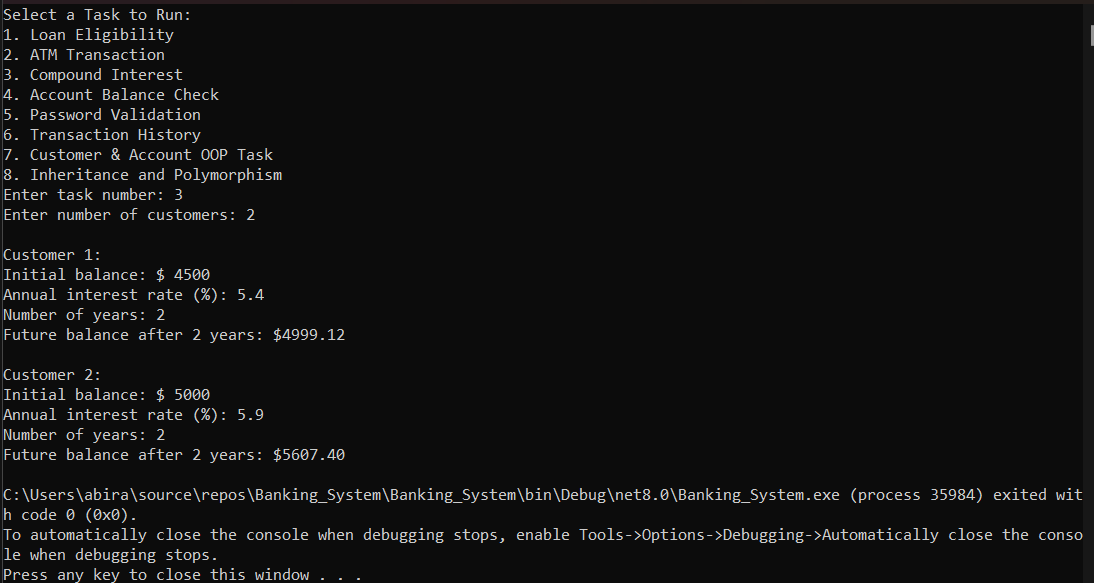 Select a Task to Run:
1. Loan Eligibility
2. ATM Transaction
3. Compound Interest
4. Account Balance Check
5. Password Validation
6. Transaction History
7. Customer & Account OOP Task
8. Inheritance and Polymorphism
Enter task number: 3
Enter number of customers: 2

Customer 1:
Initial balance: $ 4500
Annual interest rate (%): 5.4
Number of years: 2
Future balance after 2 years: $4999.12

Customer 2:
Initial balance: $ 5000
Annual interest rate (%): 5.9
Number of years: 2
Future balance after 2 years: $5607.40

C:\Users\abira\source\repos\Banking_System\Banking_System\bin\Debug\net8.0\Banking_System.exe (process 35984) exited wit
h code 0 (0x0).
To automatically close the console when debugging stops, enable Tools->Options->Debugging->Automatically close the conso
le when debugging stops.
Press any key to close this window . . .